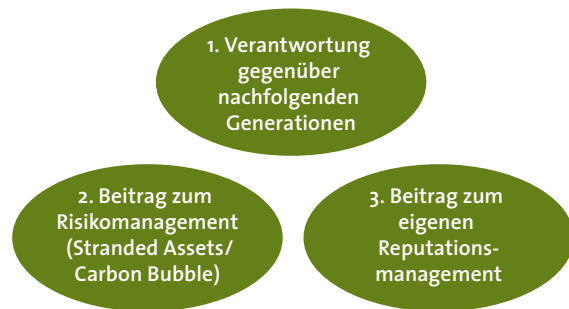 1. Verantwortung
gegenüber
nachfolgenden
Generationen
2. Beitrag zum
Risikomanagement
(Stranded Assets/
Carbon Bubble)
3. Beitrag zum
eigenen
Reputations-
management